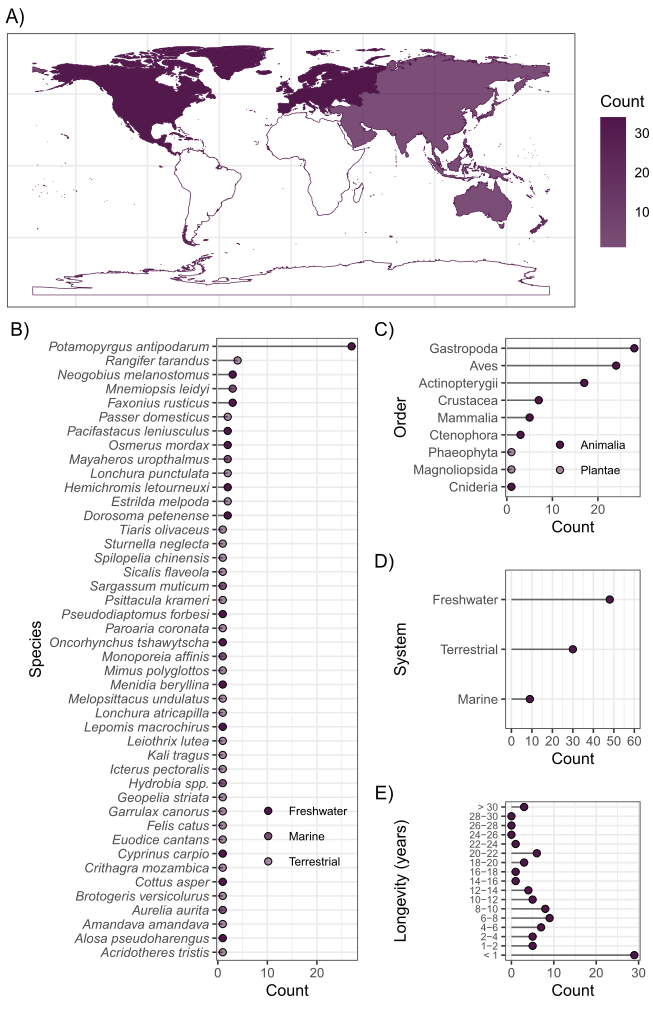 A)
Count
30
20
10
B)
Species
Potamopyrgus antipodarum
Rangifer tarandus
Neogobius melanostomus
Mnemiopsis leidyi
Faxonius rusticus
Passer domesticus
Pacifastacus leniusculus
Osmerus mordax
Mayaheros uropthalmus
Lonchura punctulata
Hemichromis letourneuxi
Estrilda melpoda
Dorosoma petenense
Tiaris olivaceus
Sturnella neglecta
Spilopelia chinensis
Sicalis flaveola
Sargassum muticum
Psittacula krameri
Pseudodiaptomus forbesi
Paroaria coronata
Oncorhynchus tshawytscha
Monoporeia affinis
Mimus polyglottos
Menidia beryllina
Melopsittacus undulatus
Lonchura atricapilla
Lepomis macrochirus
Leiothrix lutea
Kali tragus
Icterus pectoralis
Hydrobia spp.
Geopelia striata
Garrulax canorus
Felis catus
Euodice cantans
Cyprinus carpio
Crithagra mozambica
Cottus asper
Brotogeris versicolurus
Aurelia aurita
Amandava amandava
Alosa pseudoharengus
Acridotheres tristis
Freshwater
Marine
Terrestrial
0 10 20
Count
C)
Order
Gastropoda
Aves
Actinopterygii
Crustacea
Mammalia
Ctenophora
Phaeophyta
Magnoliopsida
Cnideria
Animalia
Plantae
0 10 20
Count
D)
System
Freshwater
Terrestrial
Marine
0 10 20 30 40 50 60
Count
E)
Longevity (years)
> 30
28−30
26−28
24−26
22−24
20−22
18−20
16−18
14−16
12−14
10−12
8−10
6−8
4−6
2−4
1−2
< 1
0 10 20 30
Count